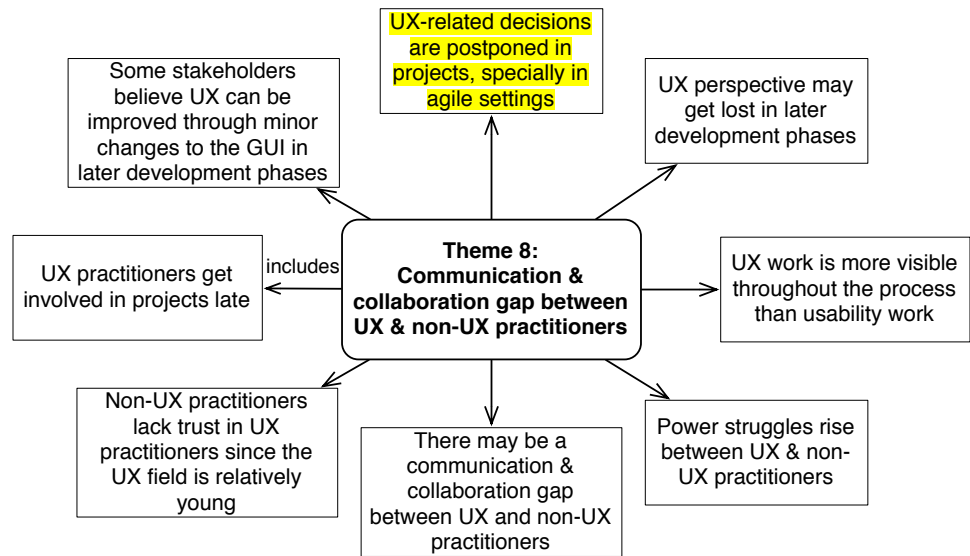 UX-related decisions
are postponed in
projects, specially in
agile settings
Some stakeholders
believe UX can be
improved through minor
changes to the GUI in
later development phases
UX perspective may
get lost in later
development phases
Theme 8:
Communication &
collaboration gap between
UX & non-UX practitioners
includes
UX practitioners get
involved in projects late
UX work is more visible
throughout the process
than usability work
Non-UX practitioners
lack trust in UX
practitioners since the
UX field is relatively
young
There may be a
communication &
collaboration gap
between UX and non-UX
practitioners
Power struggles rise
between UX & non-
UX practitioners